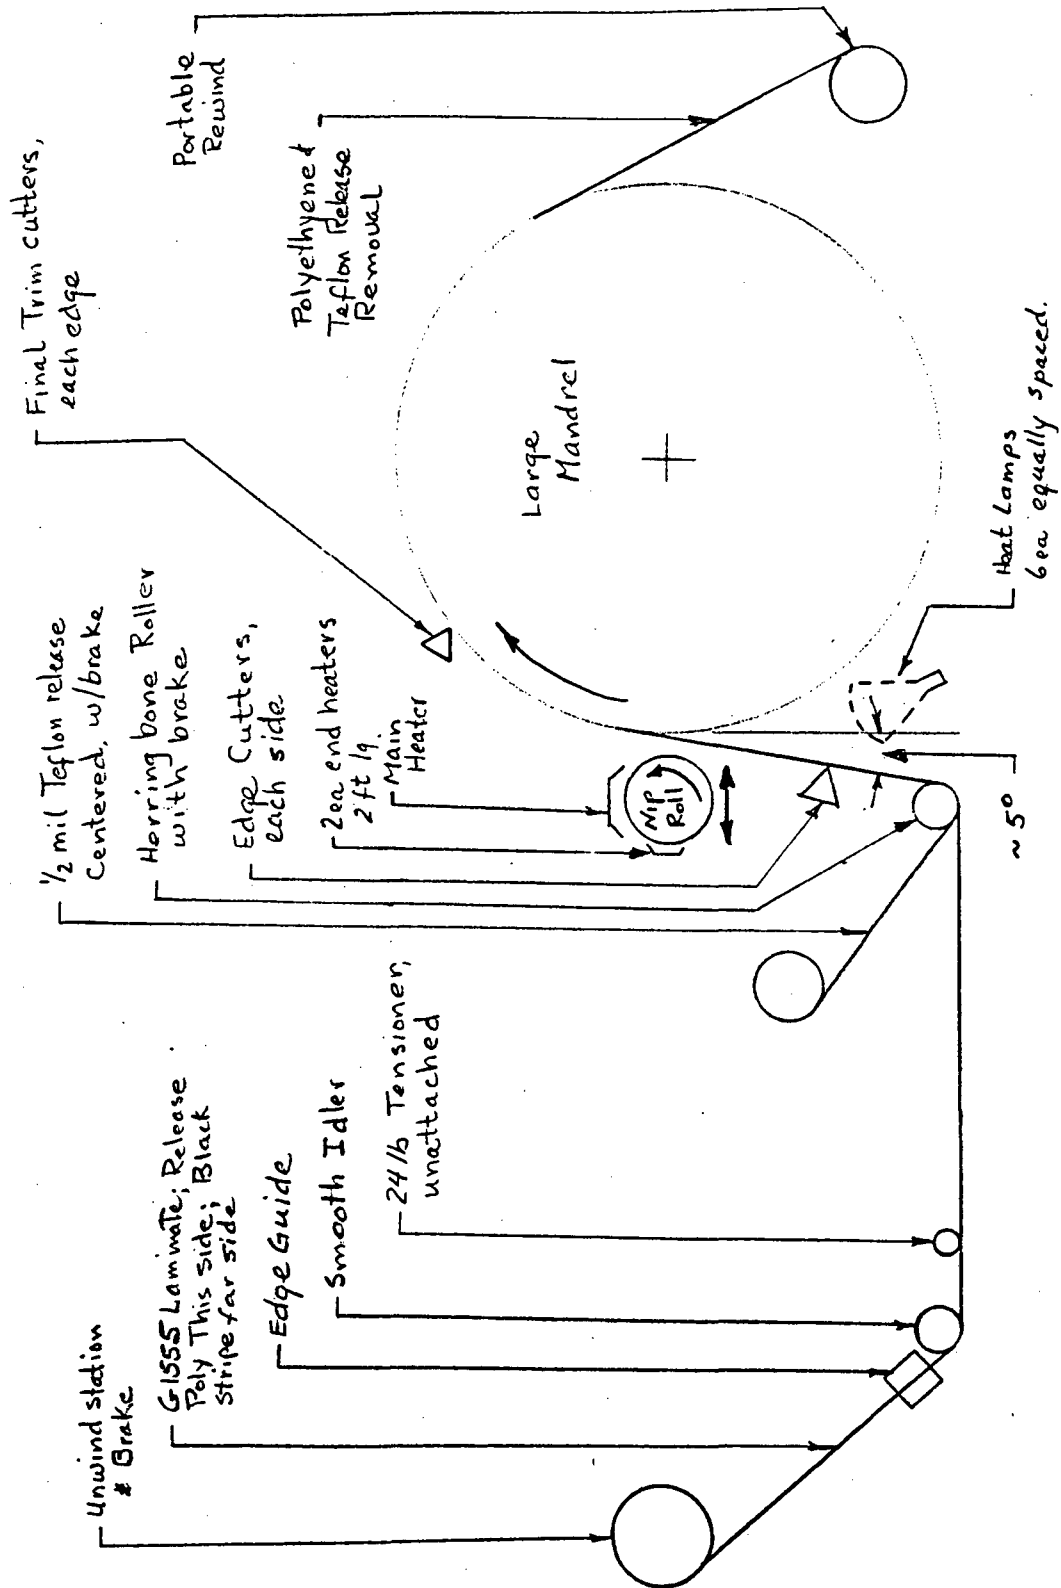 Unwind station
& Brake
G1555 Laminate; Release
Poly This side; Black
stripe far side
Edge Guide
Smooth Idler
24 lb Tensioner,
unattached
1/2 mil Teflon release
Centered, w/brake
Herring bone Roller
with brake
Edge Cutters,
each side
2ea end heaters
2 ft lg.
Main
Heater
Nip
Roll
~ 5°
Heat Lamps
6 ea equally spaced.
Large
Mandrel
Final Trim cutters,
each edge
Polyethyene &
Teflon Release
Removal
Portable
Rewind